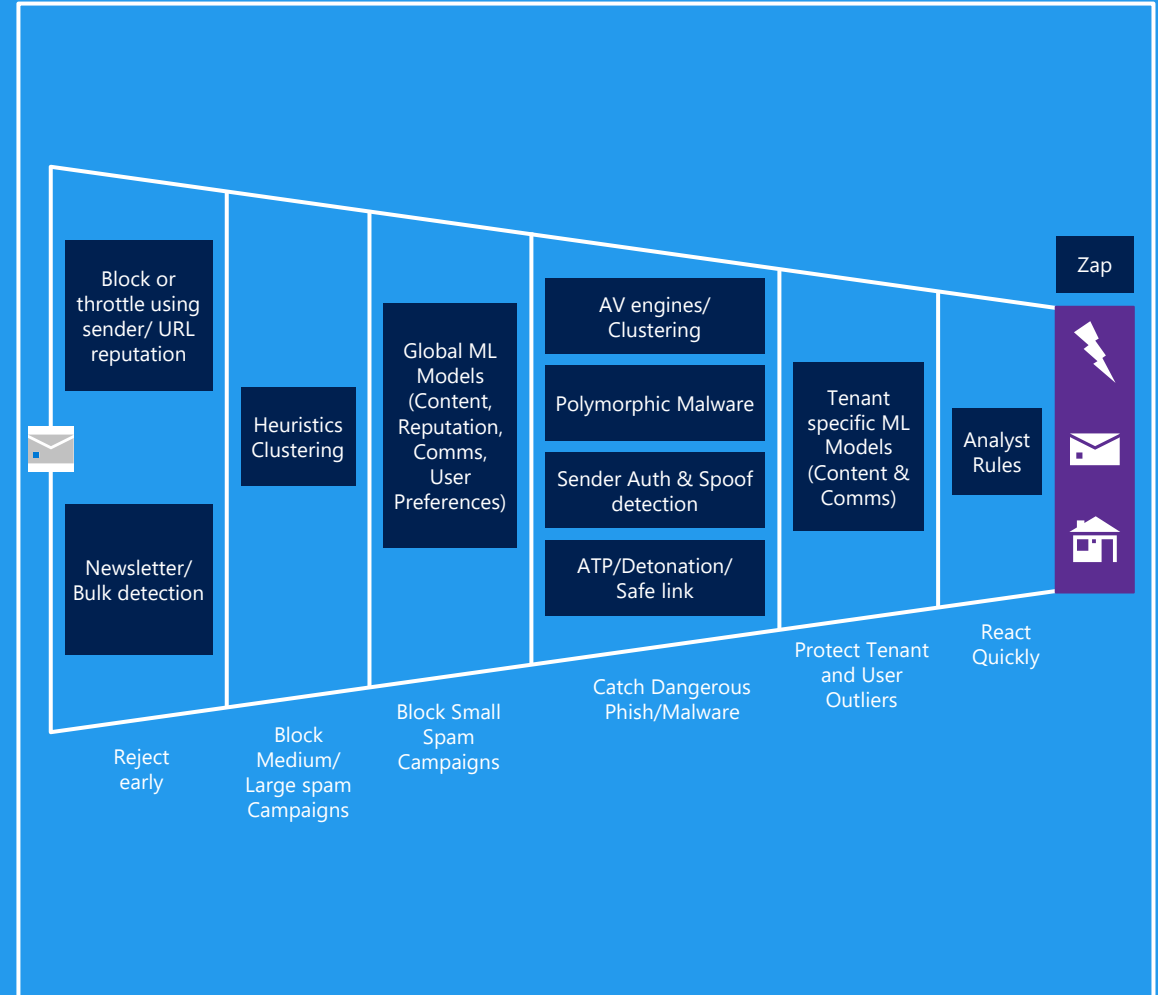 Block or
throttle using
sender/ URL
reputation
Newsletter/
Bulk detection
Reject
early
Heuristics
Clustering
Block
Medium/
Large spam
Campaigns
Global ML
Models
(Content,
Reputation,
Comms,
User
Preferences)
Block Small
Spam
Campaigns
AV engines/
Clustering
Polymorphic Malware
Sender Auth & Spoof
detection
ATP/Detonation/
Safe link
Catch Dangerous
Phish/Malware
Tenant
specific ML
Models
(Content &
Comms)
Protect Tenant
and User
Outliers
Analyst
Rules
React
Quickly
Zap